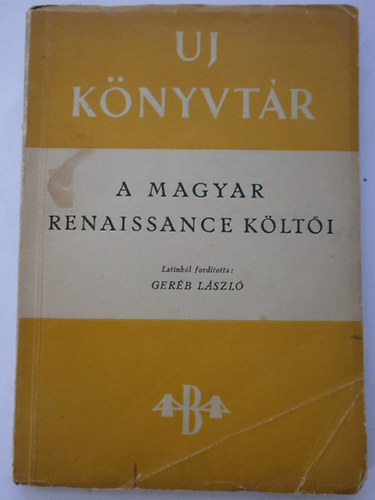 UJ
KÖNYVTÁR
A MAGYAR
RENAISSANCE KÖLTŐI
Latinból fordította:
GERÉB LÁSZLÓ
B